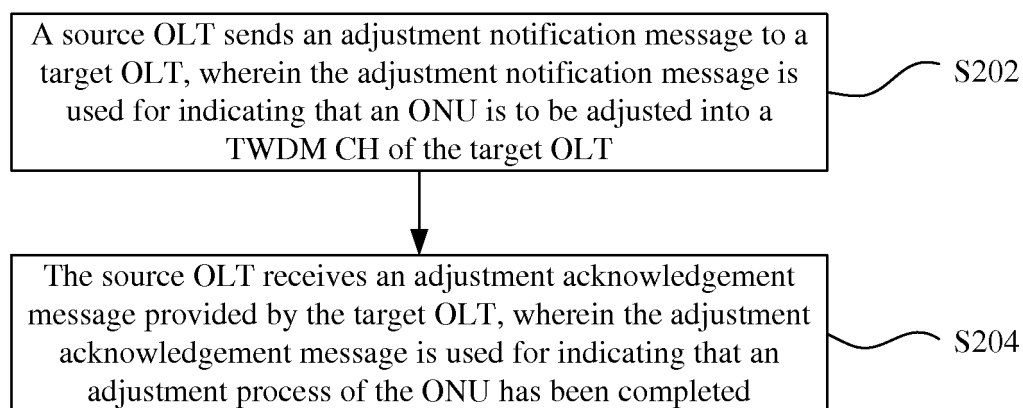 A source OLT sends an adjustment notification message to a
target OLT, wherein the adjustment notification message is
used for indicating that an ONU is to be adjusted into a
TWDM CH of the target OLT
S202
The source OLT receives an adjustment acknowledgement
message provided by the target OLT, wherein the adjustment
acknowledgement message is used for indicating that an
adjustment process of the ONU has been completed
S204